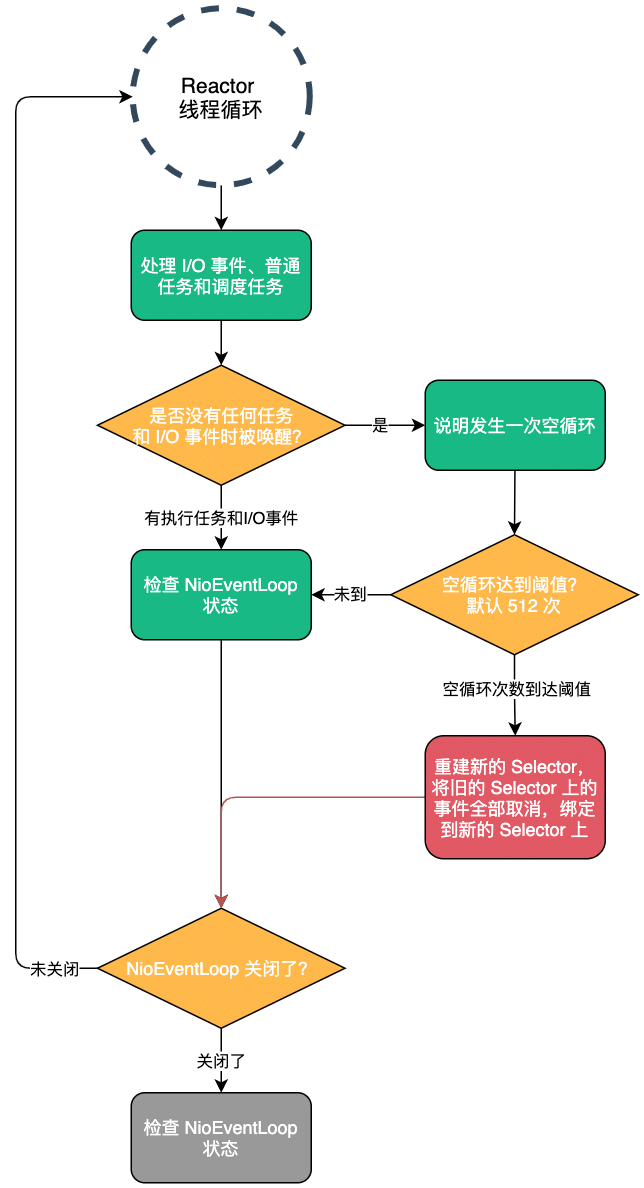 Reactor
线程循环
处理 I/O 事件、普通
任务和调度任务
是否没有任何任务
和 I/O 事件时被唤醒？
是
说明发生一次空循环
有执行任务和I/O事件
检查 NioEventLoop
状态
未到
空循环达到阈值？
默认 512 次
空循环次数到达阈值
重建新的 Selector，
将旧的 Selector 上的
事件全部取消，绑定
到新的 Selector 上
未关闭
NioEventLoop 关闭了？
关闭了
检查 NioEventLoop
状态